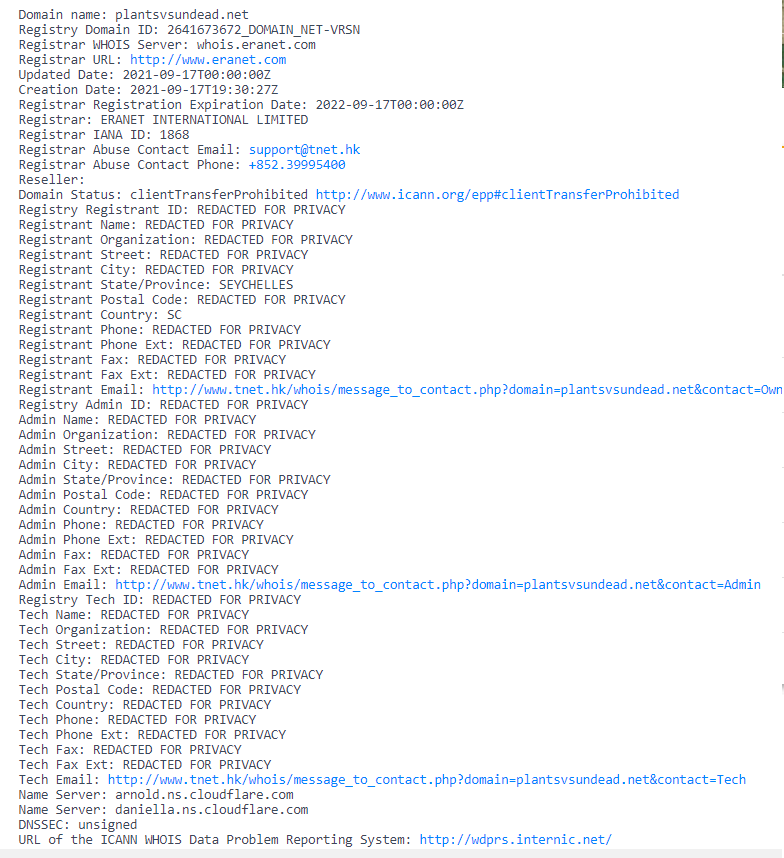 Domain name: plantsvsundead.net
Registry Domain ID: 2641673672_DOMAIN_NET-VRSN
Registrar WHOIS Server: whois.eranet.com
Registrar URL: http://www.eranet.com
Updated Date: 2021-09-17T00:00:00Z
Creation Date: 2021-09-17T19:30:27Z
Registrar Registration Expiration Date: 2022-09-17T00:00:00Z
Registrar: ERANET INTERNATIONAL LIMITED
Registrar IANA ID: 1868
Registrar Abuse Contact Email: support@tnet.hk
Registrar Abuse Contact Phone: +852.39995400
Reseller:
Domain Status: clientTransferProhibited http://www.icann.org/epp#clientTransferProhibited
Registry Registrant ID: REDACTED FOR PRIVACY
Registrant Name: REDACTED FOR PRIVACY
Registrant Organization: REDACTED FOR PRIVACY
Registrant Street: REDACTED FOR PRIVACY
Registrant City: REDACTED FOR PRIVACY
Registrant State/Province: SEYCHELLES
Registrant Postal Code: REDACTED FOR PRIVACY
Registrant Country: SC
Registrant Phone: REDACTED FOR PRIVACY
Registrant Phone Ext: REDACTED FOR PRIVACY
Registrant Fax: REDACTED FOR PRIVACY
Registrant Fax Ext: REDACTED FOR PRIVACY
Registrant Email: http://www.tnet.hk/whois/message_to_contact.php?domain=plantsvsundead.net&contact=Own
Registry Admin ID: REDACTED FOR PRIVACY
Admin Name: REDACTED FOR PRIVACY
Admin Organization: REDACTED FOR PRIVACY
Admin Street: REDACTED FOR PRIVACY
Admin City: REDACTED FOR PRIVACY
Admin State/Province: REDACTED FOR PRIVACY
Admin Postal Code: REDACTED FOR PRIVACY
Admin Country: REDACTED FOR PRIVACY
Admin Phone: REDACTED FOR PRIVACY
Admin Phone Ext: REDACTED FOR PRIVACY
Admin Fax: REDACTED FOR PRIVACY
Admin Fax Ext: REDACTED FOR PRIVACY
Admin Email: http://www.tnet.hk/whois/message_to_contact.php?domain=plantsvsundead.net&contact=Admin
Registry Tech ID: REDACTED FOR PRIVACY
Tech Name: REDACTED FOR PRIVACY
Tech Organization: REDACTED FOR PRIVACY
Tech Street: REDACTED FOR PRIVACY
Tech City: REDACTED FOR PRIVACY
Tech State/Province: REDACTED FOR PRIVACY
Tech Postal Code: REDACTED FOR PRIVACY
Tech Country: REDACTED FOR PRIVACY
Tech Phone: REDACTED FOR PRIVACY
Tech Phone Ext: REDACTED FOR PRIVACY
Tech Fax: REDACTED FOR PRIVACY
Tech Fax Ext: REDACTED FOR PRIVACY
Tech Email: http://www.tnet.hk/whois/message_to_contact.php?domain=plantsvsundead.net&contact=Tech
Name Server: arnold.ns.cloudflare.com
Name Server: daniella.ns.cloudflare.com
DNSSEC: unsigned
URL of the ICANN WHOIS Data Problem Reporting System: http://wdprs.internic.net/